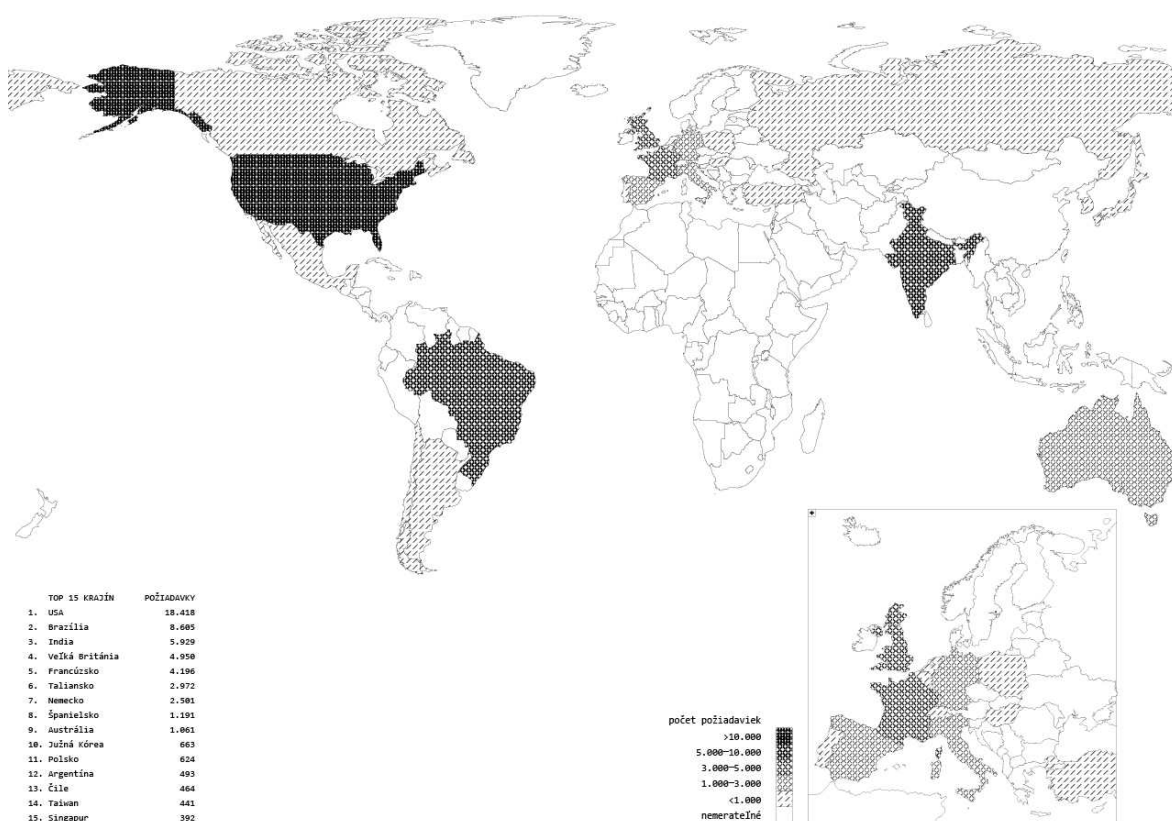 TOP 15 KRAJÍN POŽIADAVKY
1. USA 18.418
2. Brazília 8.605
3. India 5.929
4. Veľká Británia 4.950
5. Francúzsko 4.196
6. Taliansko 2.972
7. Nemecko 2.501
8. Španielsko 1.191
9. Austrália 1.061
10. Južná Kórea 663
11. Polsko 624
12. Argentína 493
13. Čile 464
14. Taiwan 441
15. Singapur 392
počet požiadaviek
>10.000
5.000—10.000
3.000—5.000
1.000—3.000
<1.000
nemerateľné